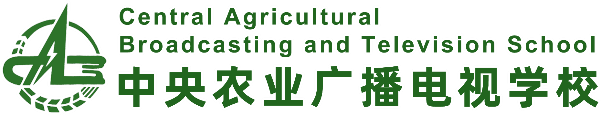 Central Agricultural
Broadcasting and Television School
中央农业广播电视学校